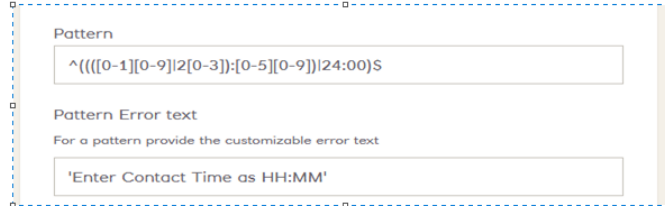 Pattern
^((([0-1][0-9]|2[0-3]):[0-5][0-9])|24:00)S
Pattern Error text
For a pattern provide the customizable error text
'Enter Contact Time as HH:MM'